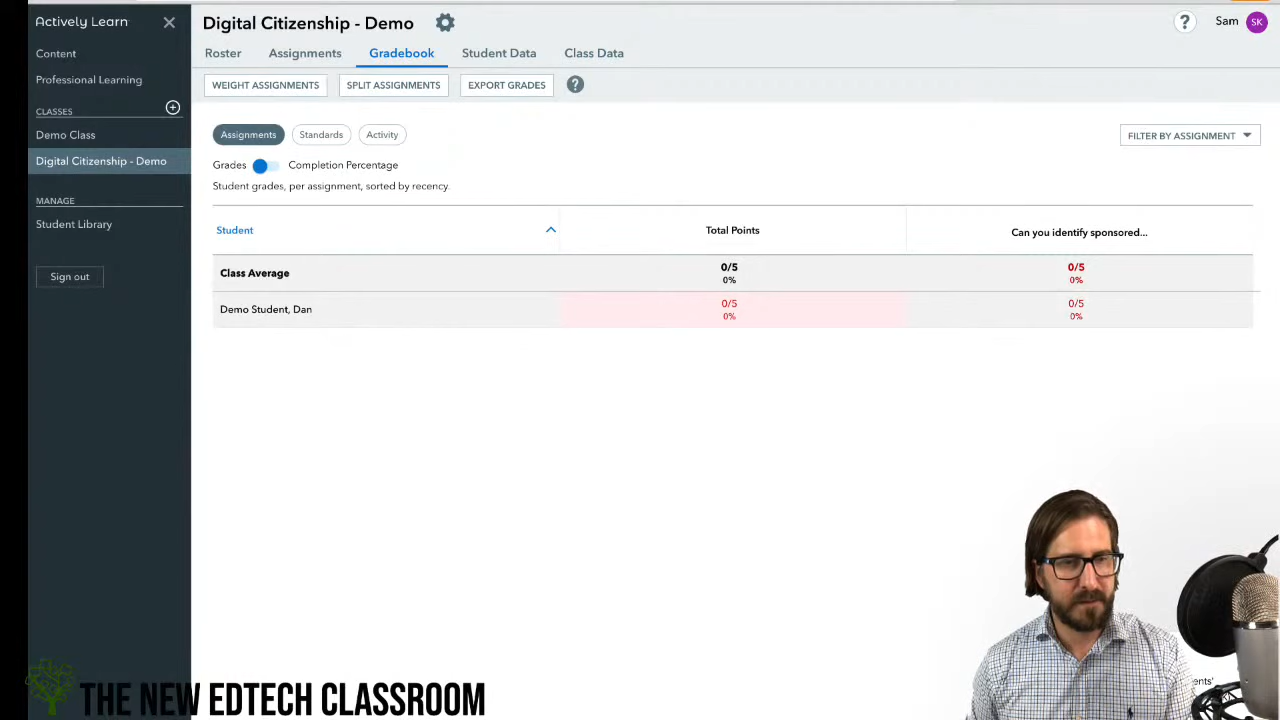 Actively Learn
Content
Professional Learning
CLASSES
Demo Class
Digital Citizenship - Demo
MANAGE
Student Library
Sign out
Digital Citizenship - Demo
?
Sam
SK
Roster
Assignments
Gradebook
Student Data
Class Data
WEIGHT ASSIGNMENTS
SPLIT ASSIGNMENTS
EXPORT GRADES
?
Assignments
Standards
Activity
FILTER BY ASSIGNMENT
Grades
Completion Percentage
Student grades, per assignment, sorted by recency.
Student
Total Points
Can you identify sponsored...
Class Average
0/5
0%
0/5
0%
Demo Student, Dan
0/5
0%
0/5
0%
THE NEW EDTECH CLASSROOM